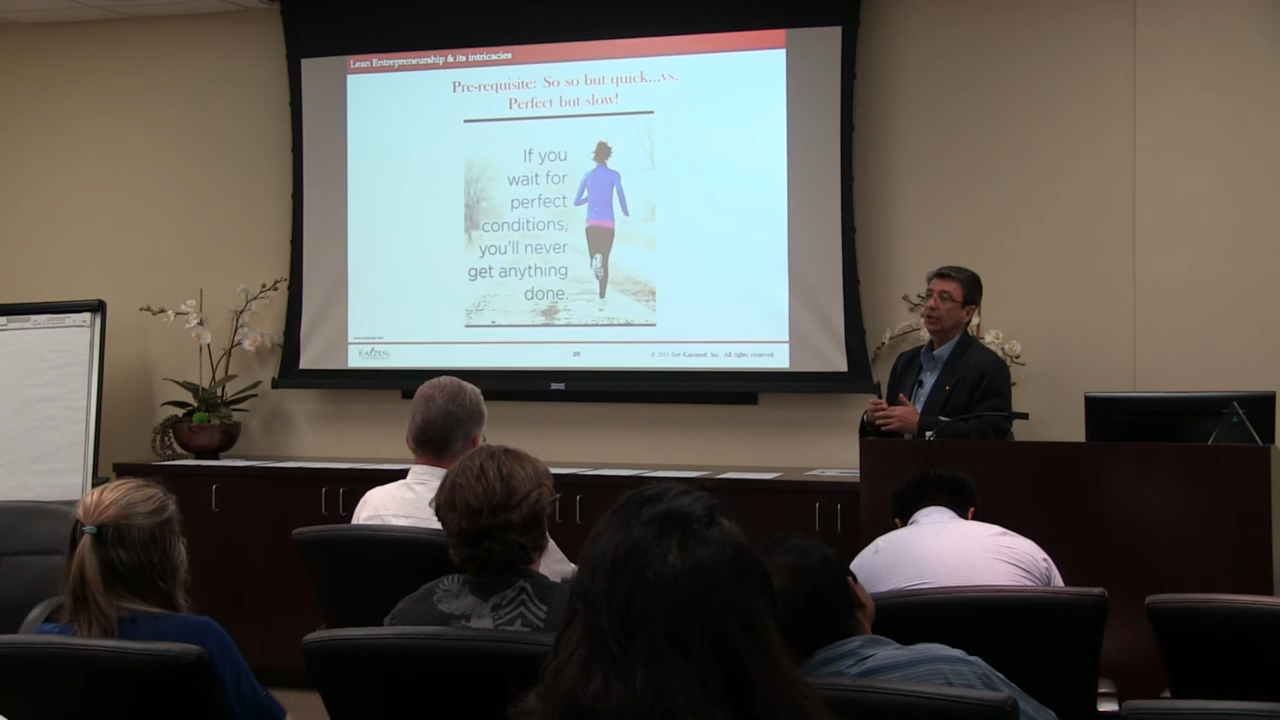 Lean Entrepreneurship & its intricacies
Pre-requisite: So so but quick...vs.
Perfect but slow!
If you
wait for
perfect
conditions,
you'll never
get anything
done.
KAIZEN
20
© 2015 Get Kaizened, Inc. All rights reserved.